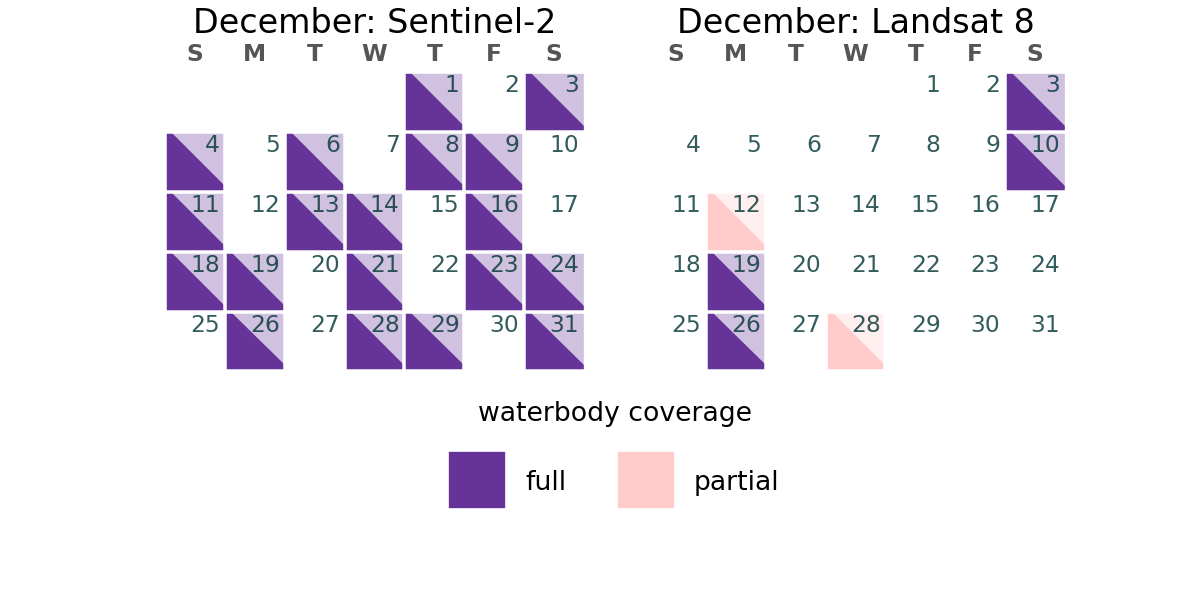 December: Sentinel-2
S M T W T F S
1 2 3
4 5 6 7 8 9 10
11 12 13 14 15 16 17
18 19 20 21 22 23 24
25 26 27 28 29 30 31
December: Landsat 8
S M T W T F S
1 2 3
4 5 6 7 8 9 10
11 12 13 14 15 16 17
18 19 20 21 22 23 24
25 26 27 28 29 30 31
waterbody coverage
full partial